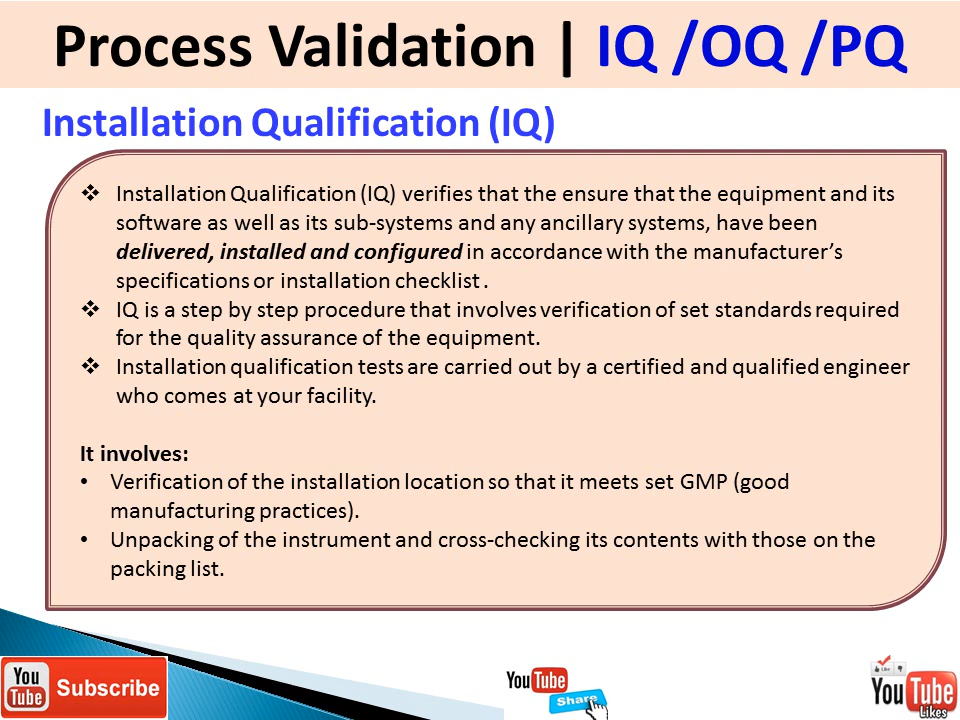 Process Validation | IQ /OQ /PQ
Installation Qualification (IQ)
❖ Installation Qualification (IQ) verifies that the ensure that the equipment and its
software as well as its sub-systems and any ancillary systems, have been
delivered, installed and configured in accordance with the manufacturer’s
specifications or installation checklist .
❖ IQ is a step by step procedure that involves verification of set standards required
for the quality assurance of the equipment.
❖ Installation qualification tests are carried out by a certified and qualified engineer
who comes at your facility.
It involves:
• Verification of the installation location so that it meets set GMP (good
manufacturing practices).
• Unpacking of the instrument and cross-checking its contents with those on the
packing list.
You
Tube
Subscribe
YouTube
Share
Like
YouTube
Likes